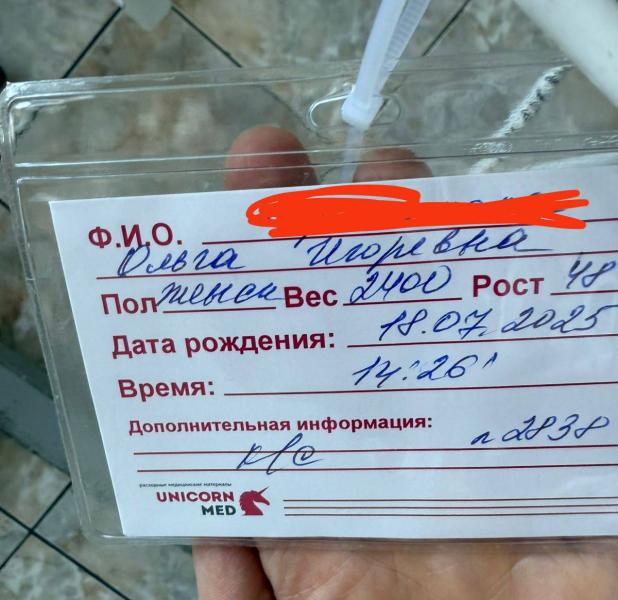 Ф.И.О.
Ольга Игоревна
Пол женск Вес 2400 Рост 48
Дата рождения: 18.07.2025
Время: 14:26'
Дополнительная информация:
n 2838
к/с
расходные медицинские материалы
UNICORN
MED